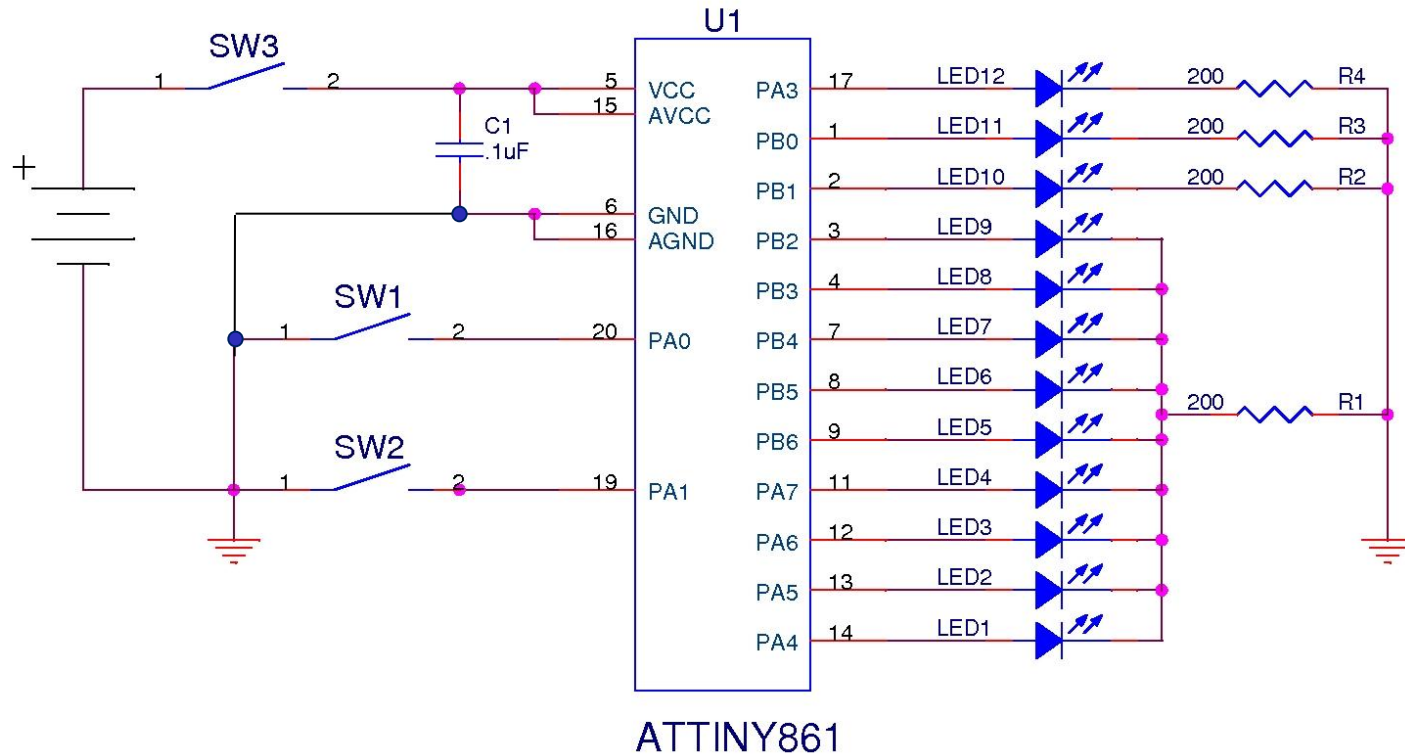 U1
SW3
1 2 5 VCC PA3 17 LED12 200 R4
15 AVCC
C1
.1uF
PB0 1 LED11 200 R3
+
PB1 2 LED10 200 R2
6 GND
16 AGND PB2 3 LED9
PB3 4 LED8
SW1
1 2 20 PA0 PB4 7 LED7
PB5 8 LED6
200 R1
PB6 9 LED5
SW2
1 2 19 PA1 PA7 11 LED4
PA6 12 LED3
PA5 13 LED2
PA4 14 LED1
ATTINY861